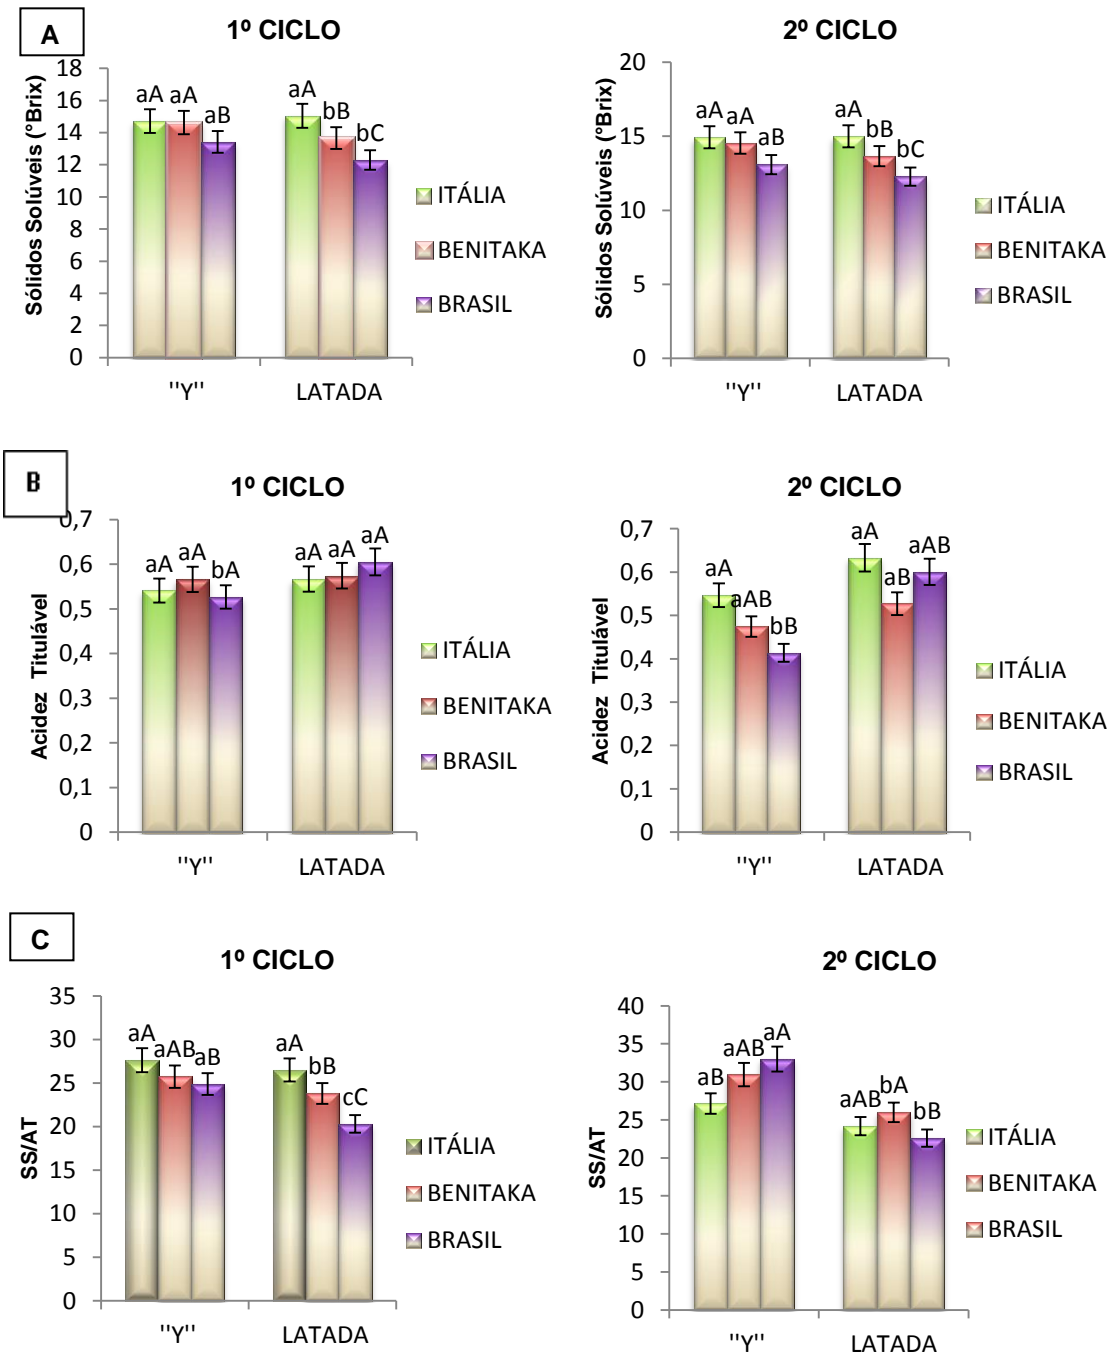 A
1º CICLO
Sólidos Solúveis (°Brix)
18
16
14
12
10
8
6
4
2
0
aA aA aB
aA bB bC
"Y" LATADA
ITÁLIA
BENITAKA
BRASIL
2º CICLO
Sólidos Solúveis (°Brix)
20
15
10
5
0
aA aA aB
aA bB bC
"Y" LATADA
ITÁLIA
BENITAKA
BRASIL
B
1º CICLO
Acidez Titulável
0,7
0,6
0,5
0,4
0,3
0,2
0,1
0
aA aA bA
aA aA aA
"Y" LATADA
ITÁLIA
BENITAKA
BRASIL
2º CICLO
Acidez Titulável
0,7
0,6
0,5
0,4
0,3
0,2
0,1
0
aA aAB bB
aA aB aAB
"Y" LATADA
ITÁLIA
BENITAKA
BRASIL
C
1º CICLO
SS/AT
35
30
25
20
15
10
5
0
aA aAB aB
aA bB cC
"Y" LATADA
ITÁLIA
BENITAKA
BRASIL
2º CICLO
SS/AT
40
35
30
25
20
15
10
5
0
aB aAB aA
aAB bA bB
"Y" LATADA
ITÁLIA
BENITAKA
BRASIL